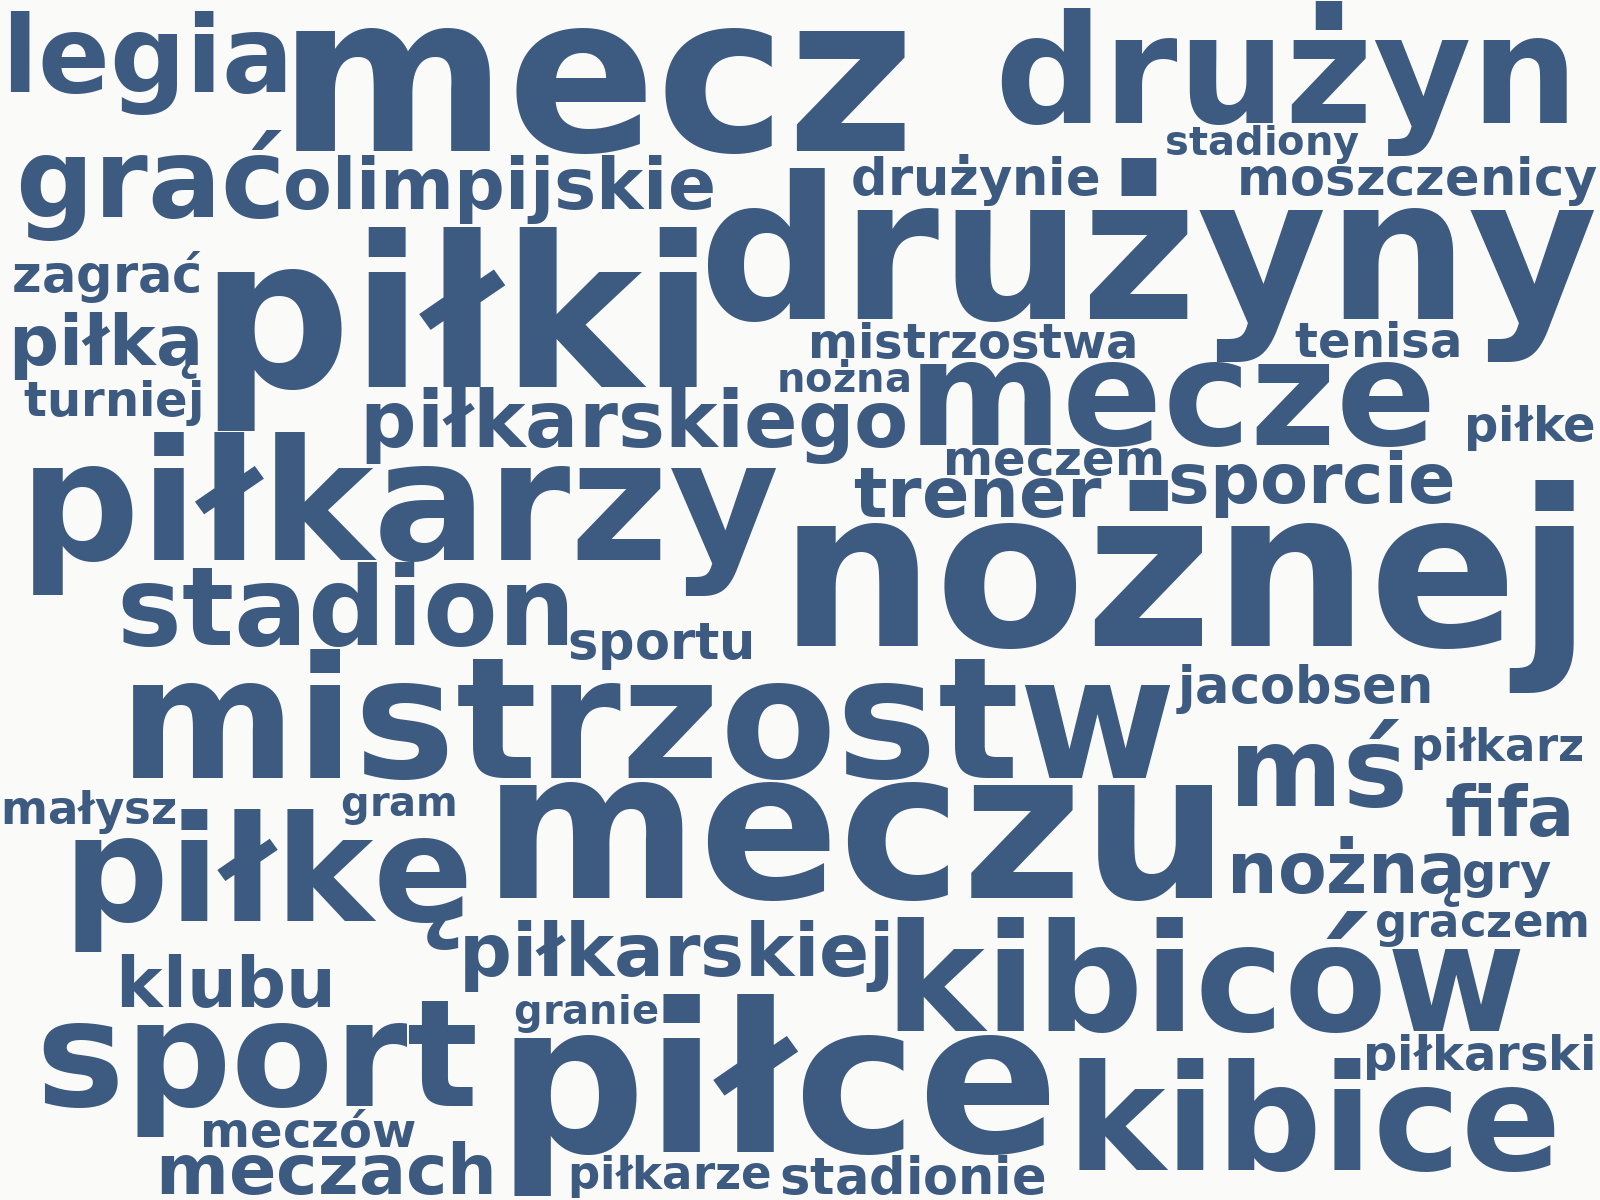 legia mecz drużyn
stadiony
grać olimpijskie drużynie moszczenicy
drużyny
zagrać piłki
piłką mistrzostwa tenisa
turniej nożna mecze
piłkarskiego piłke
meczem
piłkarzy trener sporcie
nożnej
stadion
sportu
mistrzostw jacobsen
mś piłkarz
małysz gram meczu fifa
piłkę nożną gry
graczem
piłkarskiej kibiców
klubu
granie
sport piłce piłkarski
kibice
meczów
meczach piłkarze stadionie